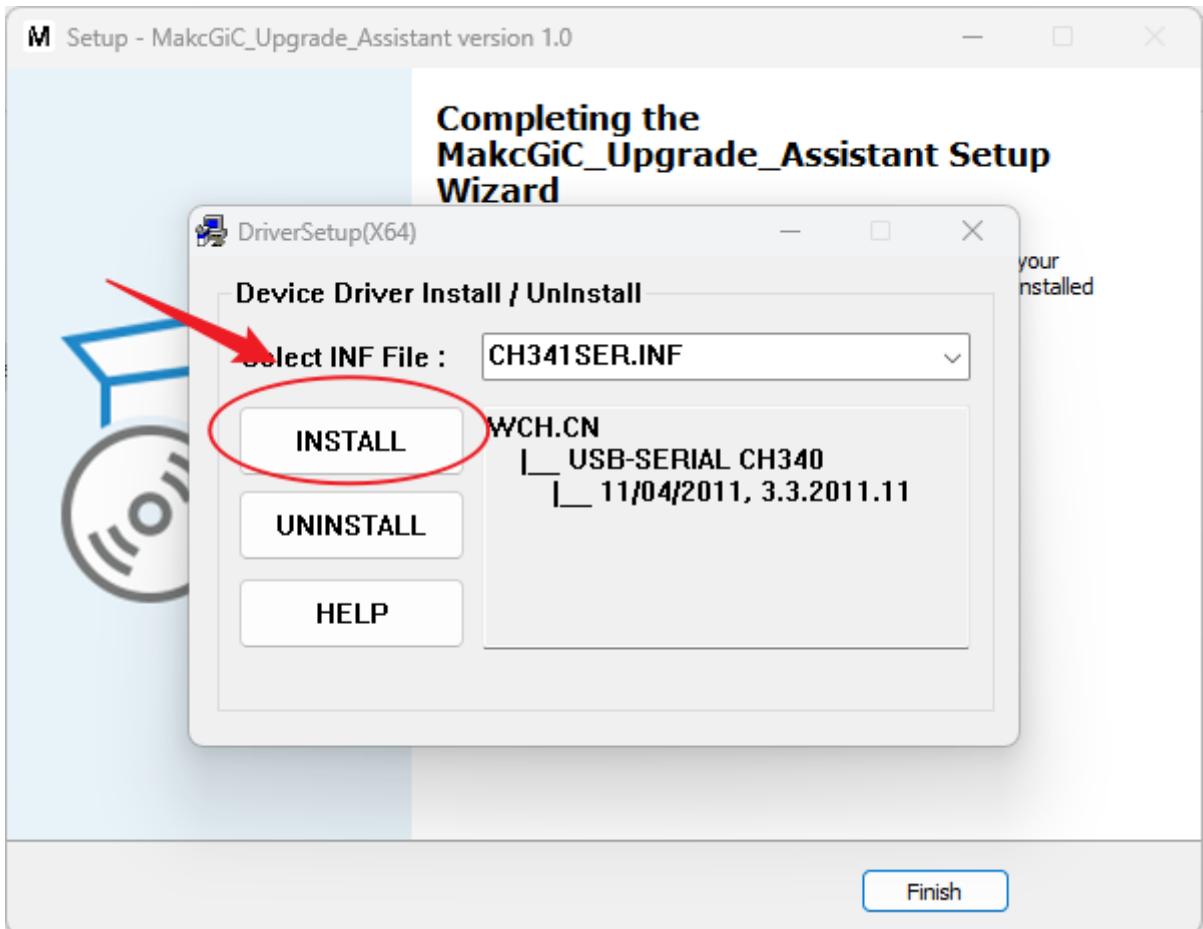 M Setup - MakcGiC_Upgrade_Assistant version 1.0
Completing the
MakcGiC_Upgrade_Assistant Setup
Wizard
DriverSetup(X64)
your
nstalled
Device Driver Install / UnInstall
Select INF File :
CH341SER.INF
INSTALL
UNINSTALL
HELP
WCH.CN
|__ USB-SERIAL CH340
|__ 11/04/2011, 3.3.2011.11
Finish